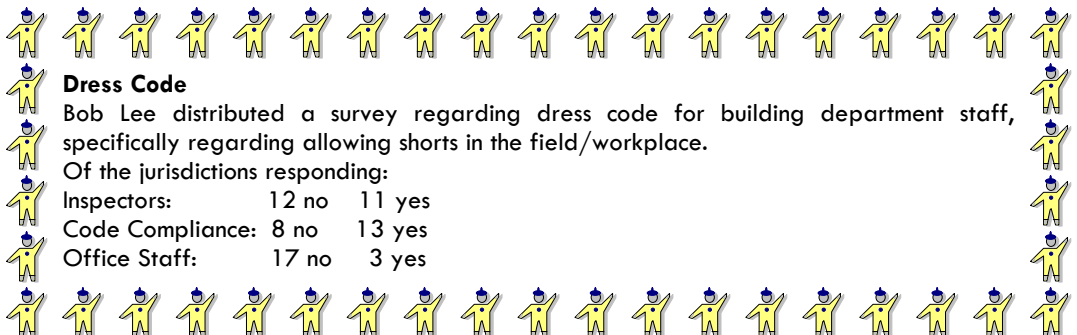 Dress Code
Bob Lee distributed a survey regarding dress code for building department staff,
specifically regarding allowing shorts in the field/workplace.
Of the jurisdictions responding:
Inspectors: 12 no 11 yes
Code Compliance: 8 no 13 yes
Office Staff: 17 no 3 yes